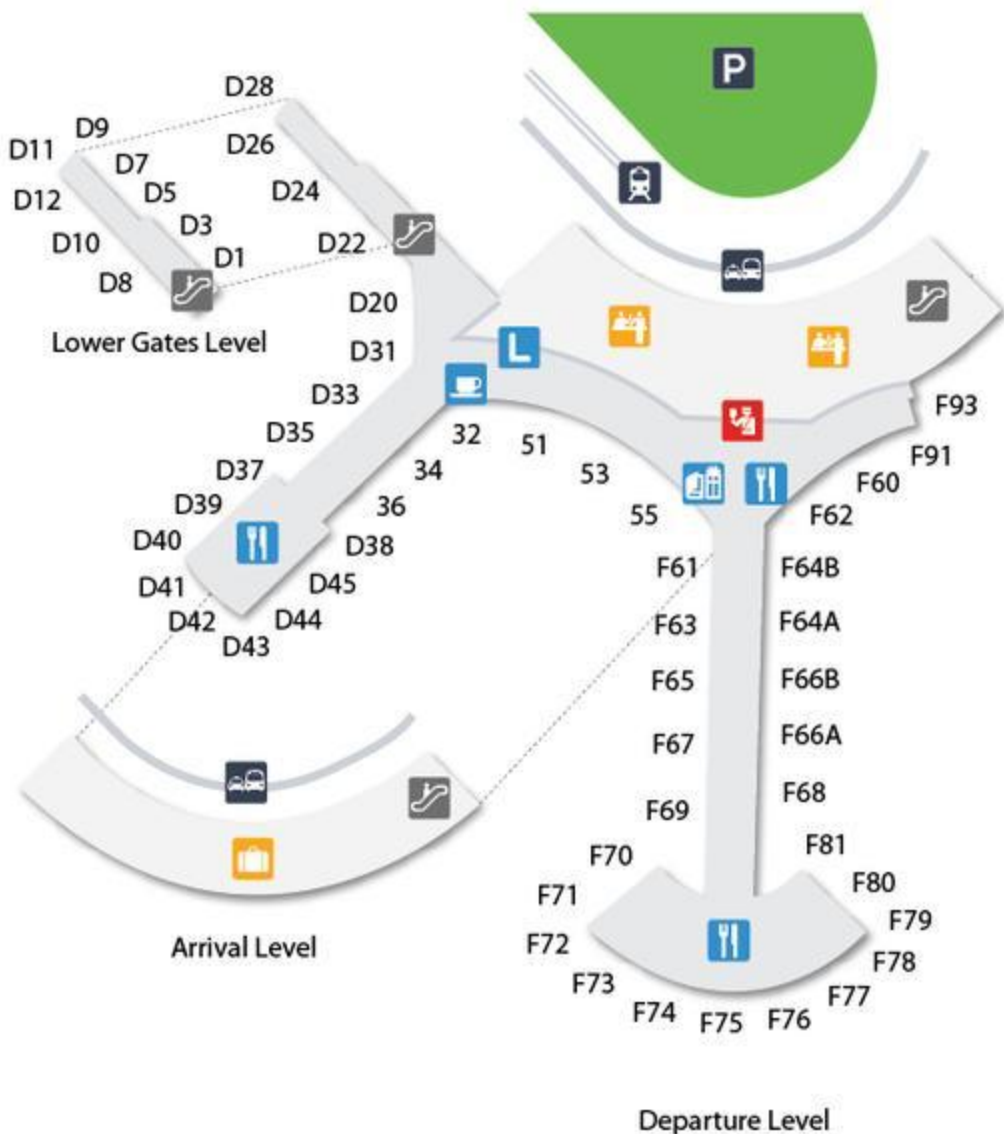 P
D28
D9
D11
D26
D7
D12
D5
D24
D3
D10
D22
D1
D8
D20
Lower Gates Level
D31
L
D33
F93
D35
32
51
F91
D37
34
53
F60
D39
36
55
F62
D40
D38
F61
F64B
D41
D45
D42
D44
F63
F64A
D43
F65
F66B
F67
F66A
F69
F68
F70
F81
F71
F80
F72
F79
Arrival Level
F78
F73
F77
F74
F75
F76
Departure Level